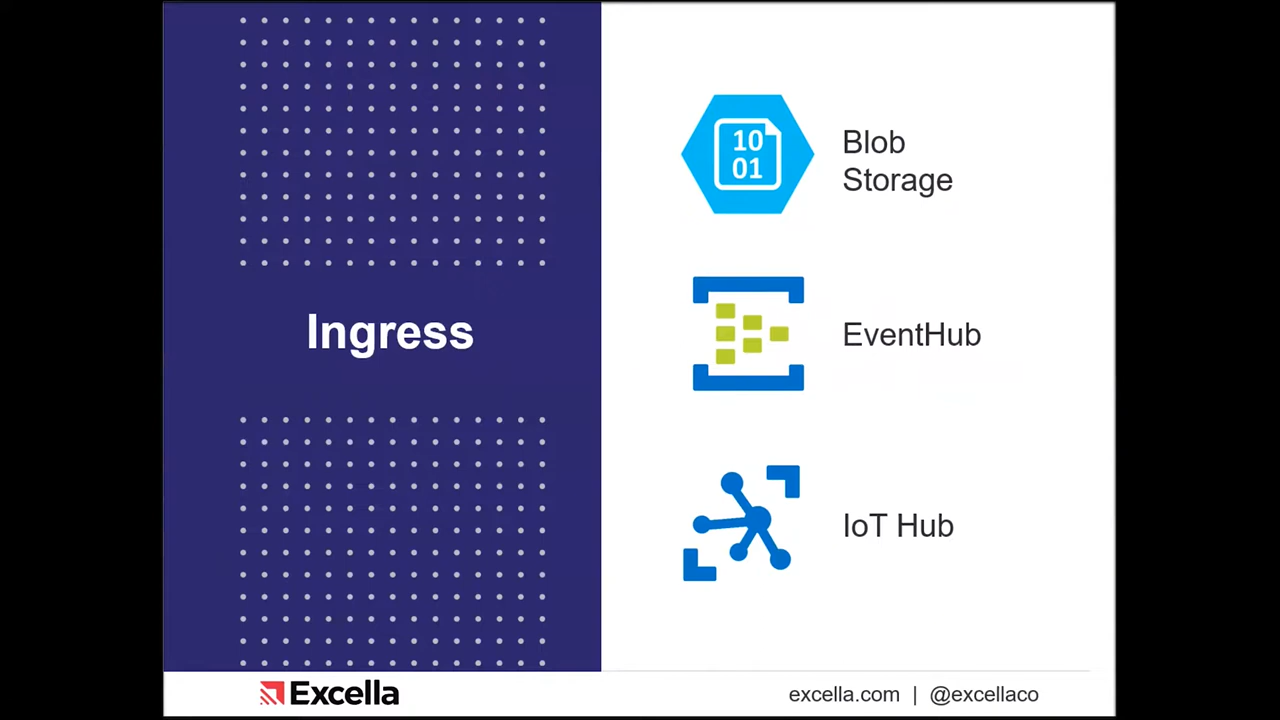 Ingress
10
01
Blob
Storage
EventHub
IoT Hub
Excella
excella.com | @excellaco